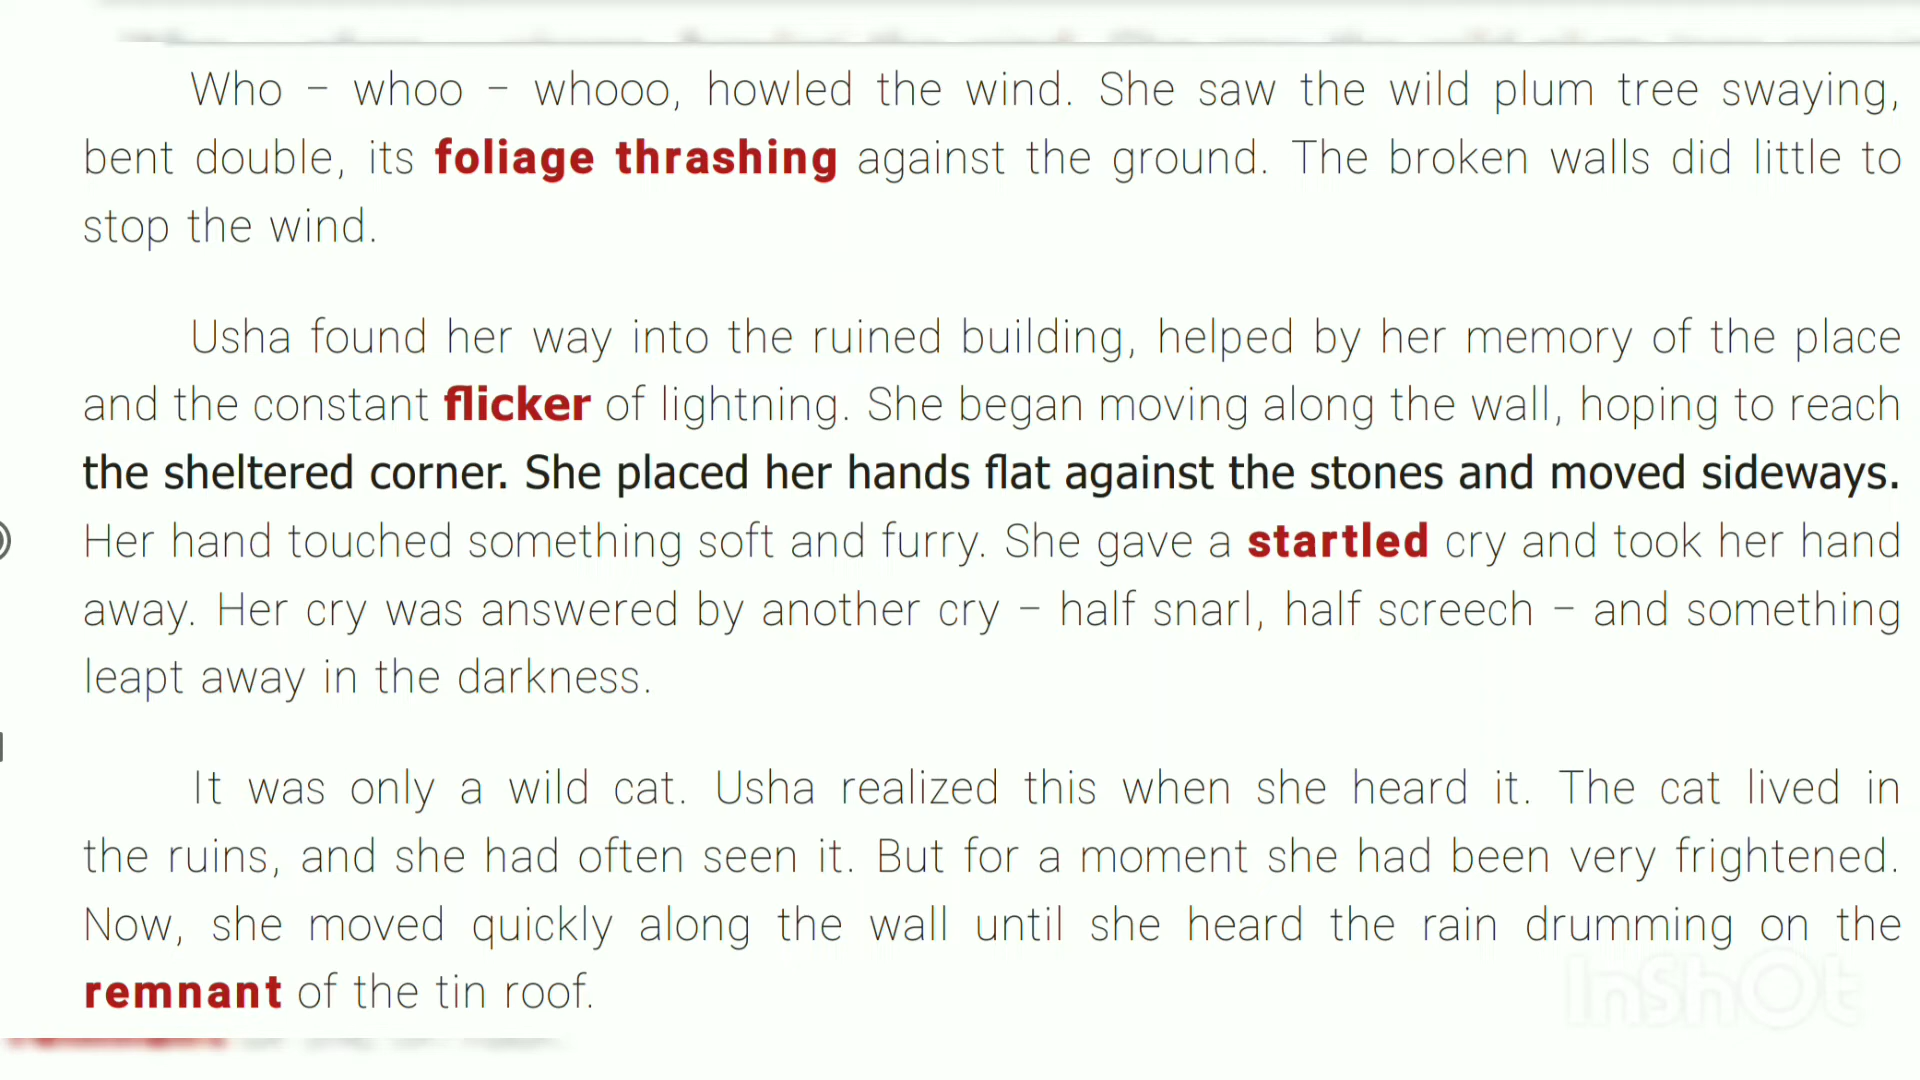 Who – whoo – whooo, howled the wind. She saw the wild plum tree swaying,
bent double, its foliage thrashing against the ground. The broken walls did little to
stop the wind.
Usha found her way into the ruined building, helped by her memory of the place
and the constant flicker of lightning. She began moving along the wall, hoping to reach
the sheltered corner. She placed her hands flat against the stones and moved sideways.
Her hand touched something soft and furry. She gave a startled cry and took her hand
away. Her cry was answered by another cry – half snarl, half screech – and something
leapt away in the darkness.
It was only a wild cat. Usha realized this when she heard it. The cat lived in
the ruins, and she had often seen it. But for a moment she had been very frightened.
Now, she moved quickly along the wall until she heard the rain drumming on the
remnant of the tin roof.
InShOt